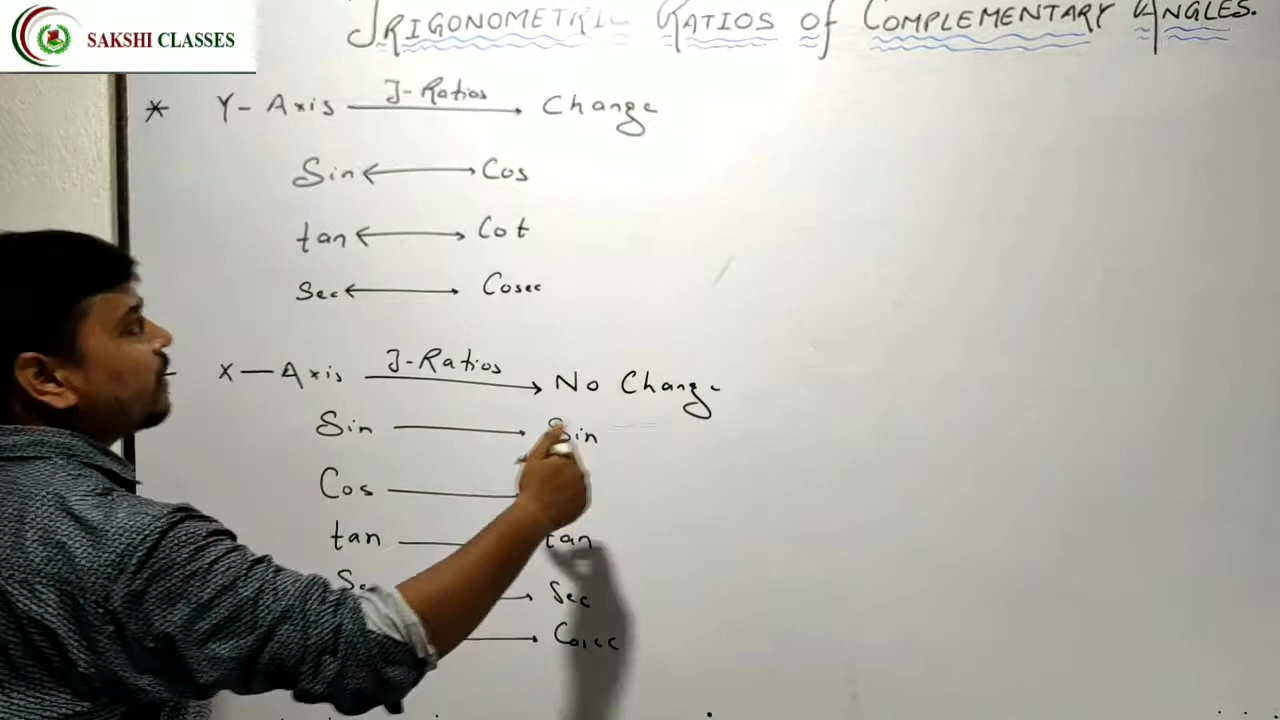 SAKSHI CLASSES
TRIGONOMETRIC RATIOS of COMPLEMENTARY ANGLES.
* Y-Axis T-Ratios Change
Sin Cos
tan Cot
Sec Cosec
X-Axis T-Ratios No Change
Sin Sin
Cos
tan tan
Sec
Cosec